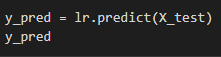 y_pred = lr.predict(X_test)
y_pred